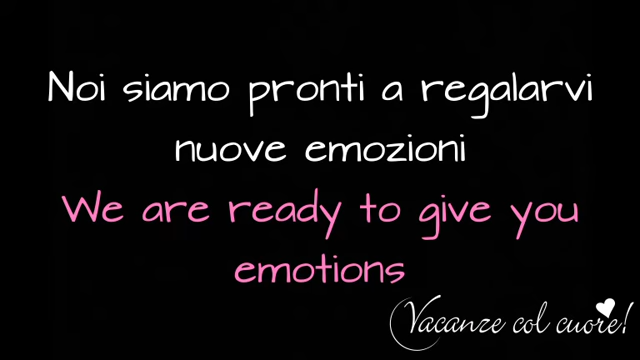 Noi siamo pronti a regalarvi
nuove emozioni
We are ready to give you
emotions
Vacanze col cuore!